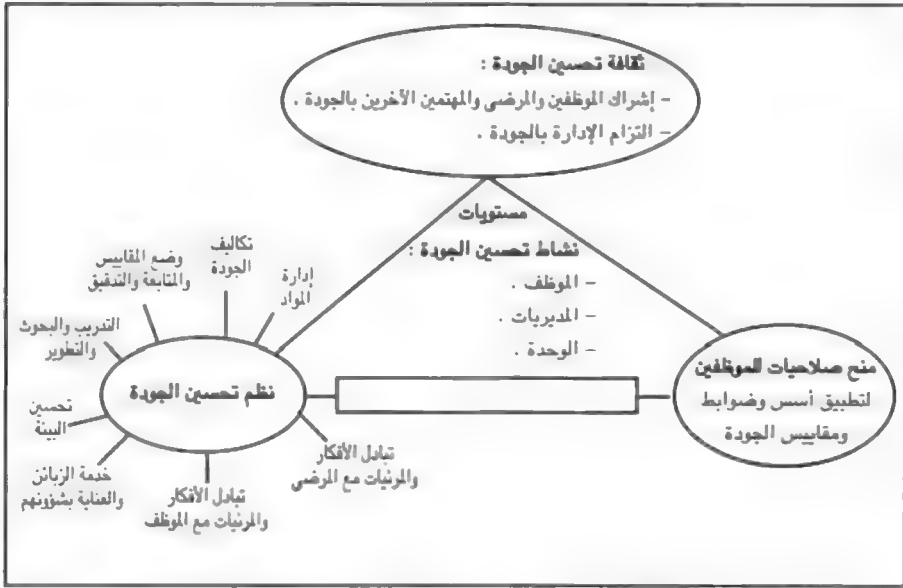 ثقافة تحسين الجودة :
– إشراك الموظفين والمرضى والمهتمين الآخرين بالجودة .
– التزام الإدارة بالجودة .
مستويات
نشاط تحسين الجودة :
– الموظف .
– المديريات .
– الوحدة .
منح صلاحيات للموظفين
لتطبيق أسس وضوابط
ومقاييس الجودة
نظم تحسين الجودة
إدارة
المواد
تكاليف
الجودة
وضع المقاييس
والمتابعة والتدقيق
التدريب والبحوث
والتطوير
تحسين
البيئة
خدمة الزبائن
والعناية بشؤونهم
تبادل الأفكار
والمرئيات مع الموظف
تبادل الأفكار
والمرئيات مع المرضي